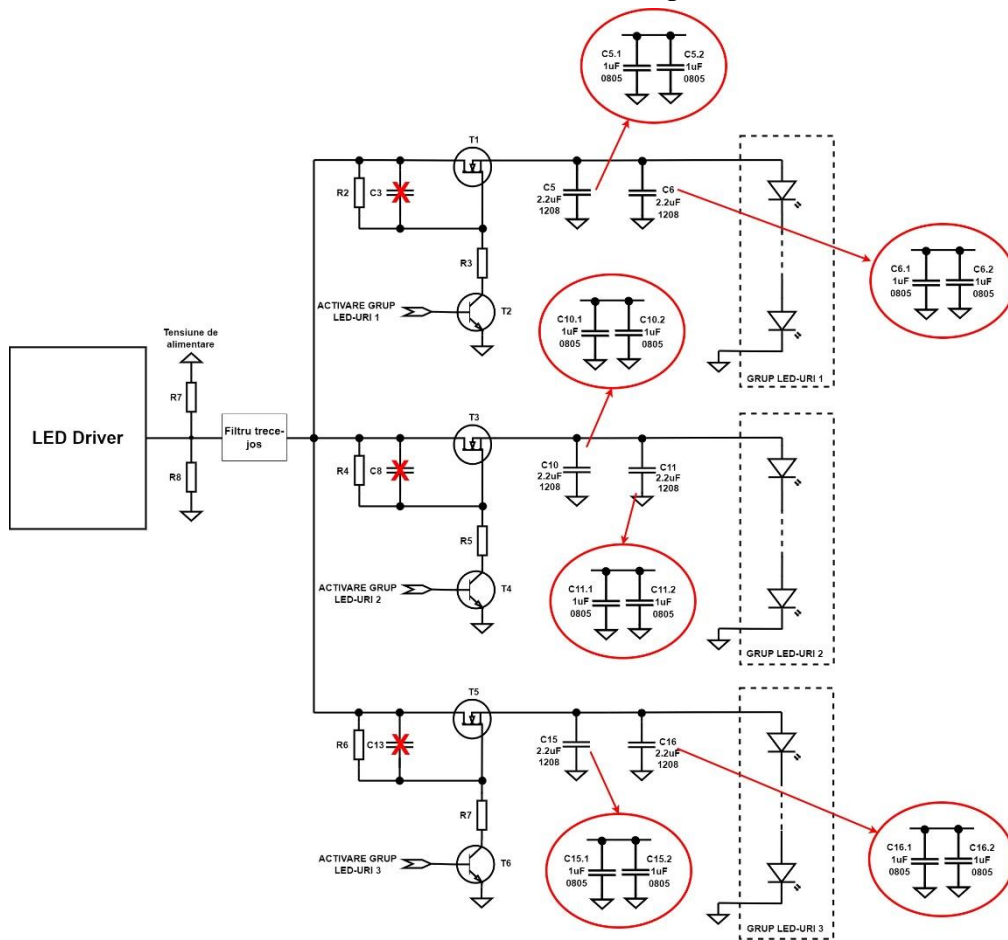 C5.1
1uF
0805
C5.2
1uF
0805
T1
R2
C3
C5
2.2uF
1208
C6
2.2uF
1208
R3
ACTIVARE GRUP
LED-URI 1
T2
C6.1
1uF
0805
C6.2
1uF
0805
C10.1
1uF
0805
C10.2
1uF
0805
GRUP LED-URI 1
Tensiune de
alimentare
R7
LED Driver
Filtru trece-
jos
R8
T3
R4
C8
C10
2.2uF
1208
C11
2.2uF
1208
R5
ACTIVARE GRUP
LED-URI 2
T4
C11.1
1uF
0805
C11.2
1uF
0805
GRUP LED-URI 2
T5
R6
C13
C15
2.2uF
1208
C16
2.2uF
1208
R7
ACTIVARE GRUP
LED-URI 3
T6
C15.1
1uF
0805
C15.2
1uF
0805
C16.1
1uF
0805
C16.2
1uF
0805
GRUP LED-URI 3